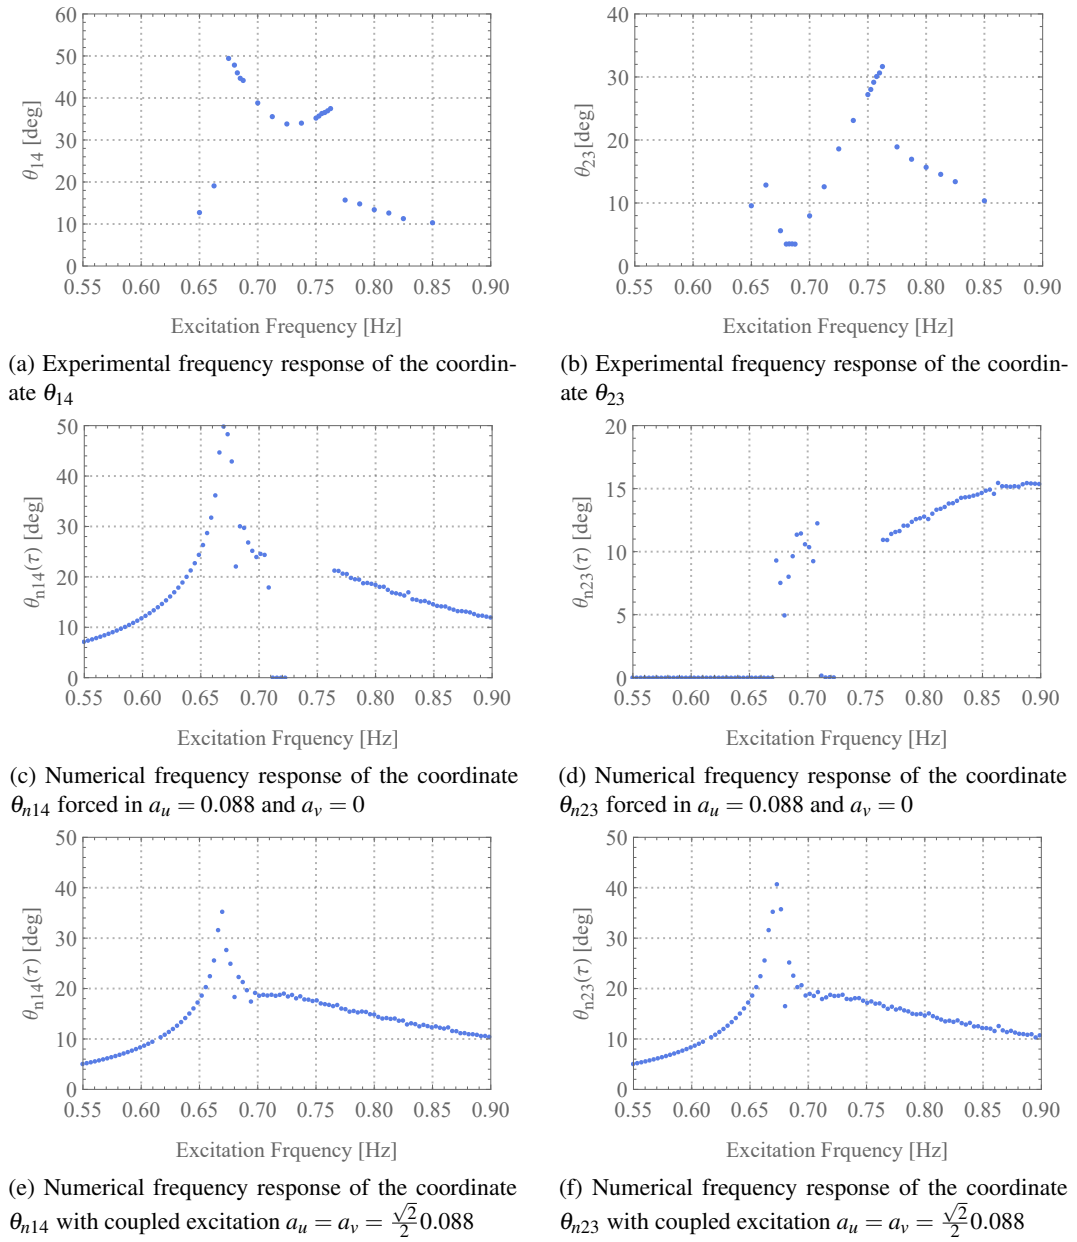 60
50
40
30
20
10
0
0.55 0.60 0.65 0.70 0.75 0.80 0.85 0.90
θ14 [deg]
Excitation Frequency [Hz]
(a) Experimental frequency response of the coordin-
ate θ14
40
30
20
10
0
0.55 0.60 0.65 0.70 0.75 0.80 0.85 0.90
θ23[deg]
Excitation Frequency [Hz]
(b) Experimental frequency response of the coordin-
ate θ23
50
40
30
20
10
0
0.55 0.60 0.65 0.70 0.75 0.80 0.85 0.90
θn14(τ) [deg]
Excitation Frquency [Hz]
(c) Numerical frequency response of the coordinate
θn14 forced in au = 0.088 and av = 0
20
15
10
5
0
0.55 0.60 0.65 0.70 0.75 0.80 0.85 0.90
θn23(τ) [deg]
Excitation Frquency [Hz]
(d) Numerical frequency response of the coordinate
θn23 forced in au = 0.088 and av = 0
50
40
30
20
10
0
0.55 0.60 0.65 0.70 0.75 0.80 0.85 0.90
θn14(τ) [deg]
Excitation Frquency [Hz]
(e) Numerical frequency response of the coordinate
θn14 with coupled excitation au = av = √2/2 0.088
50
40
30
20
10
0
0.55 0.60 0.65 0.70 0.75 0.80 0.85 0.90
θn23(τ) [deg]
Excitation Frquency [Hz]
(f) Numerical frequency response of the coordinate
θn23 with coupled excitation au = av = √2/2 0.088